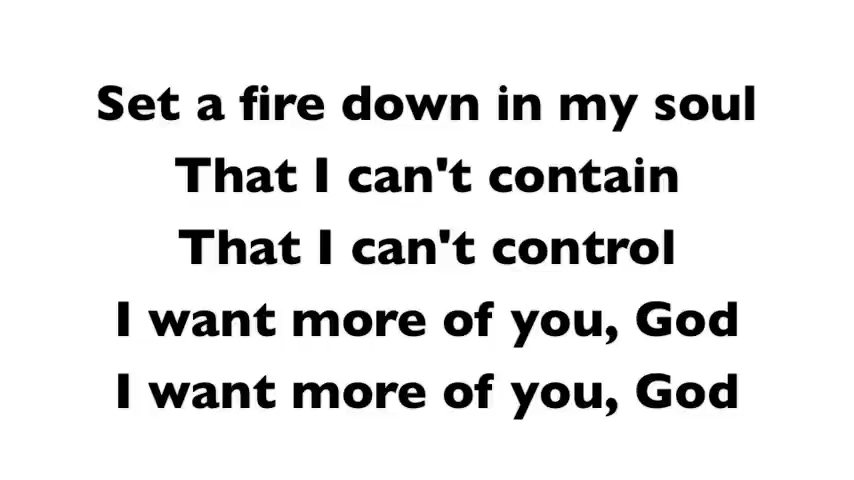 Set a fire down in my soul
That I can't contain
That I can't control
I want more of you, God
I want more of you, God